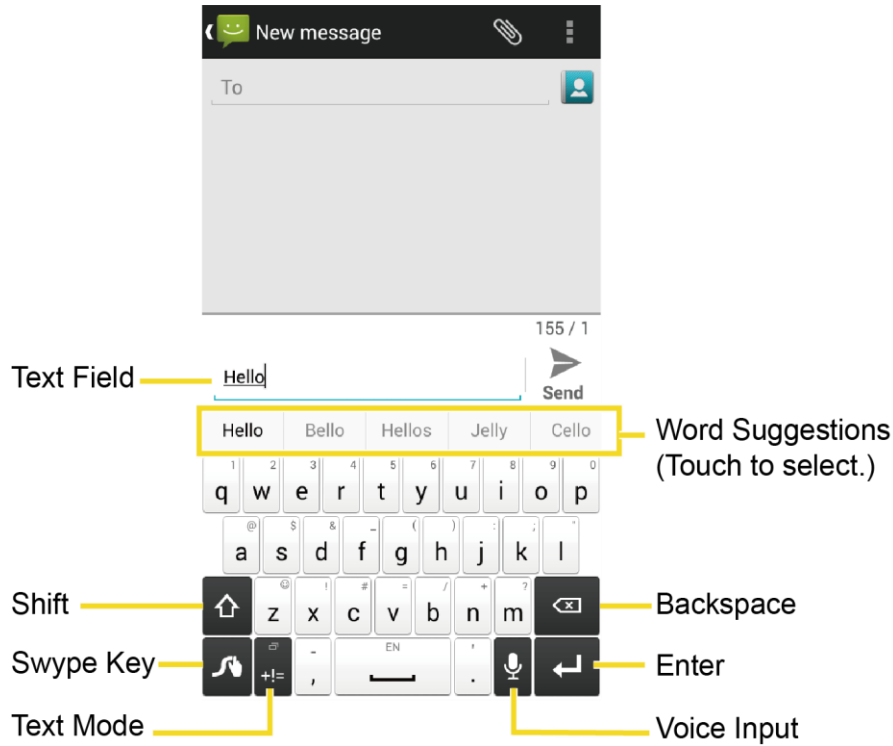 New message
To
155 / 1
Text Field
Hello
Send
Hello Bello Hellos Jelly Cello
Word Suggestions
(Touch to select.)
1 2 3 4 5 6 7 8 9 0
q w e r t y u i o p
@ $ & _ ( ) : ; "
a s d f g h j k l
! # = / + ?
Shift
z x c v b n m
Backspace
Swype Key
+!=
- ,
EN
' .
Enter
Text Mode
Voice Input